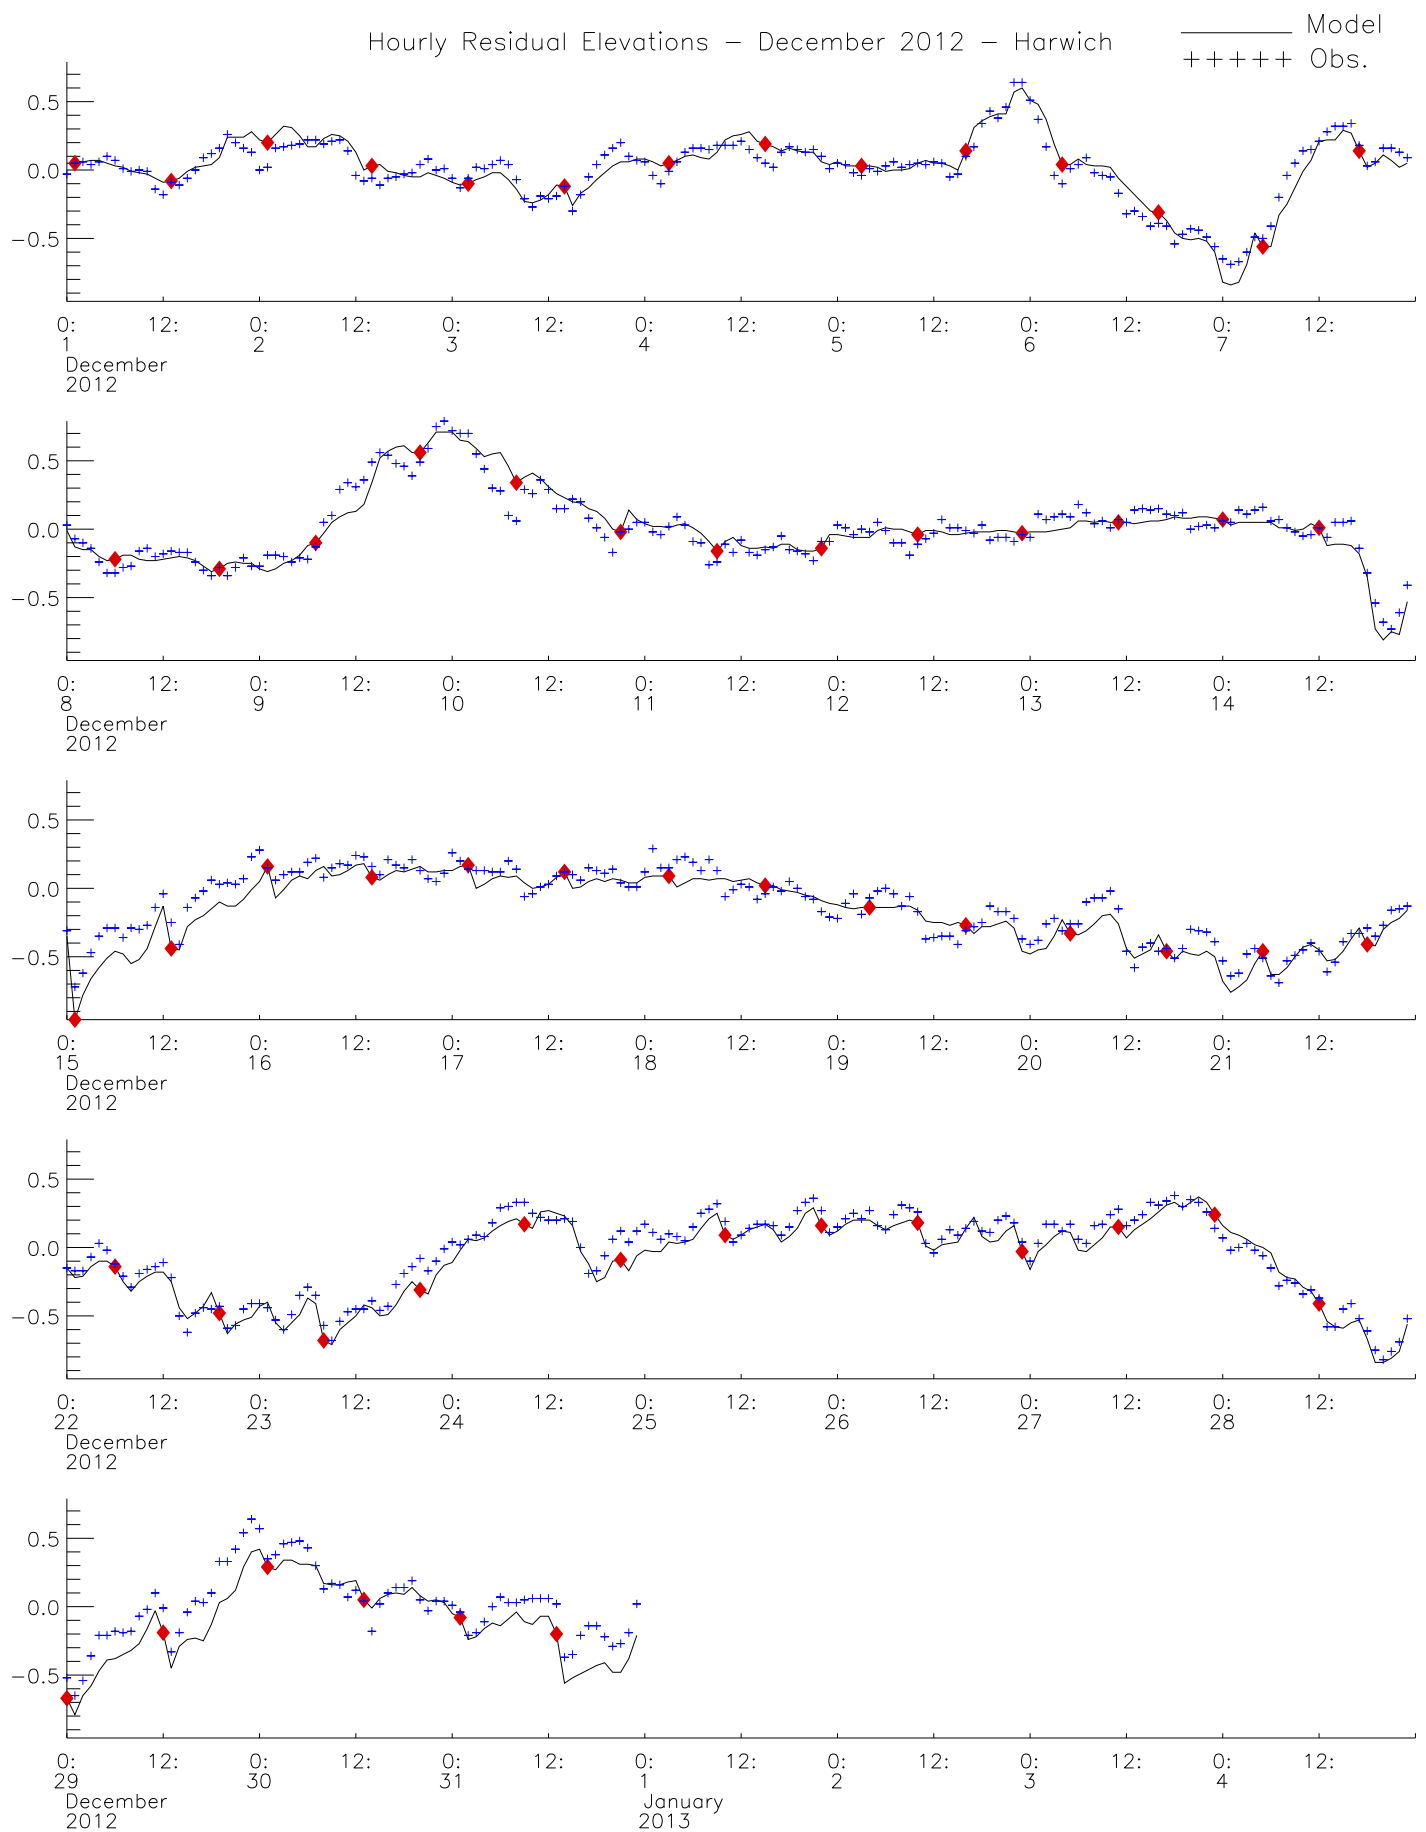 Hourly Residual Elevations – December 2012 – Harwich
Model
+++++ Obs.
0.5
0.0
−0.5
0: 12: 0: 12: 0: 12: 0: 12: 0: 12: 0: 12: 0: 12:
1 2 3 4 5 6 7
December
2012
0.5
0.0
−0.5
0: 12: 0: 12: 0: 12: 0: 12: 0: 12: 0: 12: 0: 12:
8 9 10 11 12 13 14
December
2012
0.5
0.0
−0.5
0: 12: 0: 12: 0: 12: 0: 12: 0: 12: 0: 12: 0: 12:
15 16 17 18 19 20 21
December
2012
0.5
0.0
−0.5
0: 12: 0: 12: 0: 12: 0: 12: 0: 12: 0: 12: 0: 12:
22 23 24 25 26 27 28
December
2012
0.5
0.0
−0.5
0: 12: 0: 12: 0: 12: 0: 12: 0: 12: 0: 12: 0: 12:
29 30 31 1 2 3 4
December January
2012 2013